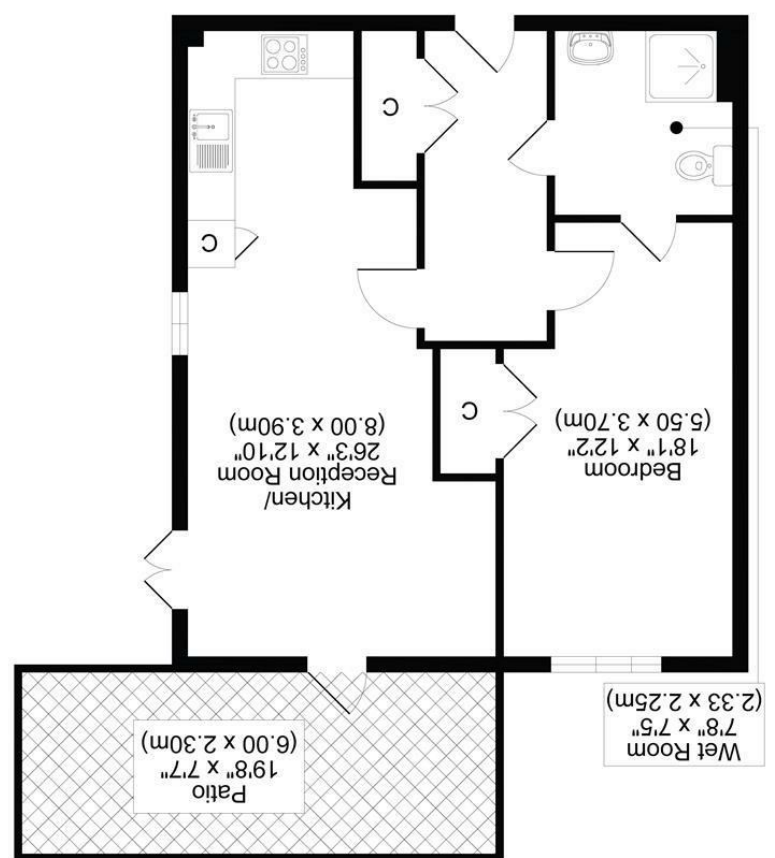 Wet Room
7'8" x 7'5"
(2.33 x 2.25m)
Patio
19'8" x 7'7"
(6.00 x 2.30m)
Bedroom
18'1" x 12'2"
(5.50 x 3.70m)
C
Kitchen/
Reception Room
26'3" x 12'10"
(8.00 x 3.90m)
C
C